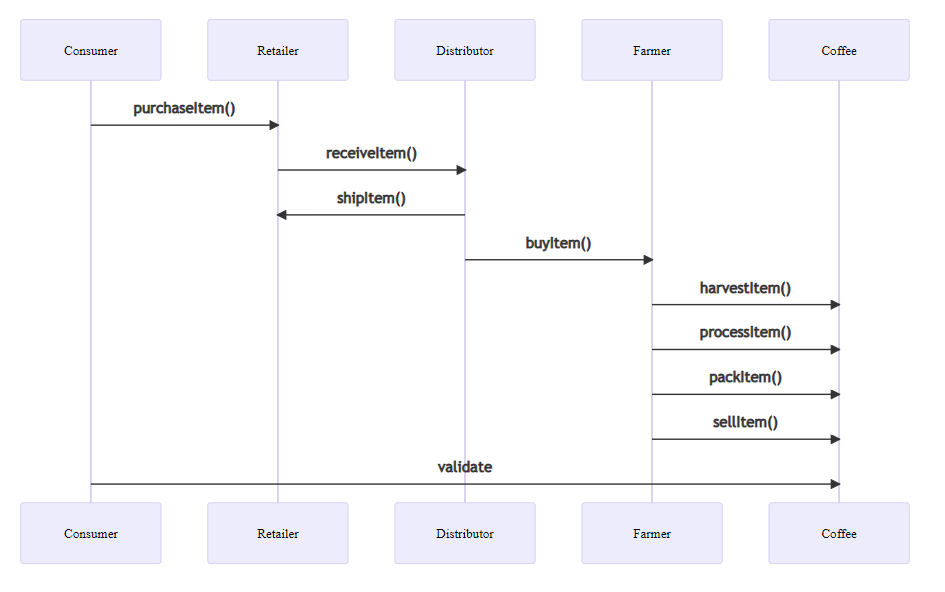 Consumer
Retailer
Distributor
Farmer
Coffee
purchaseItem()
receiveItem()
shipItem()
buyItem()
harvestItem()
processItem()
packItem()
sellItem()
validate
Consumer
Retailer
Distributor
Farmer
Coffee